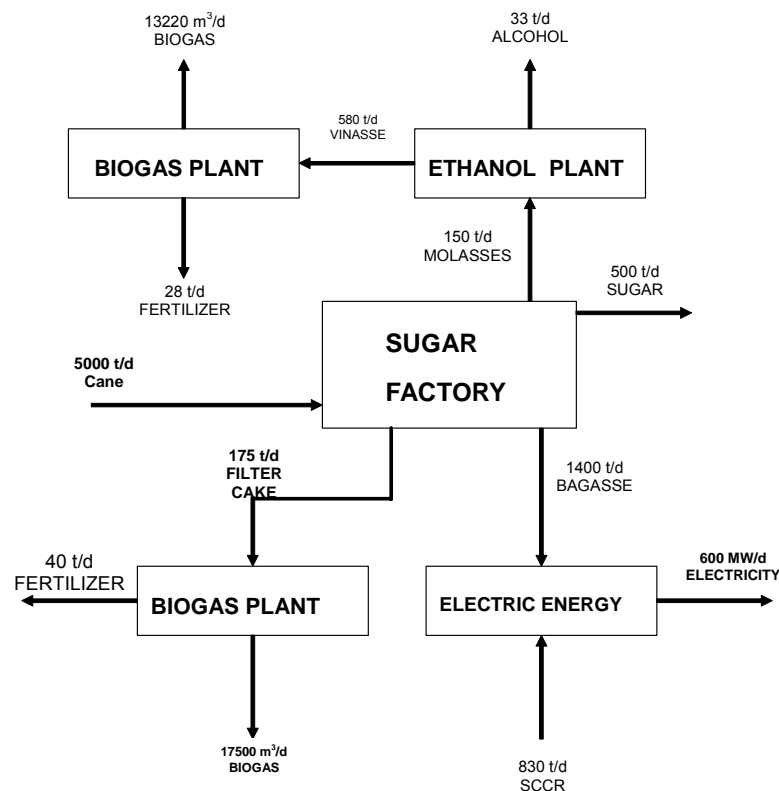 13220 m³/d
BIOGAS
33 t/d
ALCOHOL
580 t/d
VINASSE
BIOGAS PLANT
ETHANOL PLANT
150 t/d
MOLASSES
28 t/d
FERTILIZER
500 t/d
SUGAR
SUGAR
FACTORY
5000 t/d
Cane
175 t/d
FILTER
CAKE
1400 t/d
BAGASSE
40 t/d
FERTILIZER
BIOGAS PLANT
ELECTRIC ENERGY
600 MW/d
ELECTRICITY
17500 m³/d
BIOGAS
830 t/d
SCCR